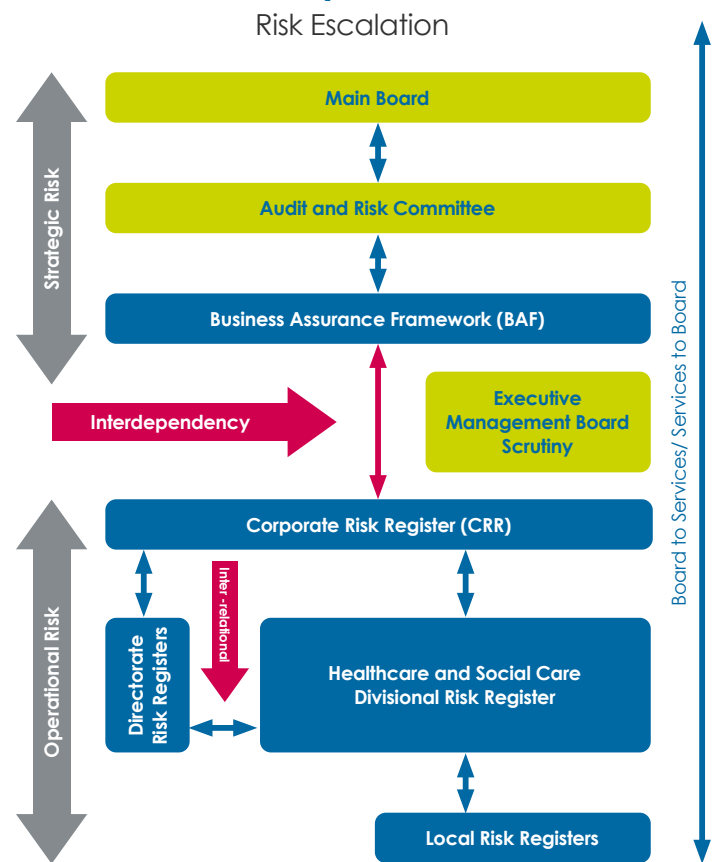 Risk Escalation
Main Board
Audit and Risk Committee
Business Assurance Framework (BAF)
Strategic Risk
Interdependency
Executive
Management Board
Scrutiny
Board to Services/ Services to Board
Corporate Risk Register (CRR)
Operational Risk
Inter -relational
Directorate
Risk Registers
Healthcare and Social Care
Divisional Risk Register
Local Risk Registers